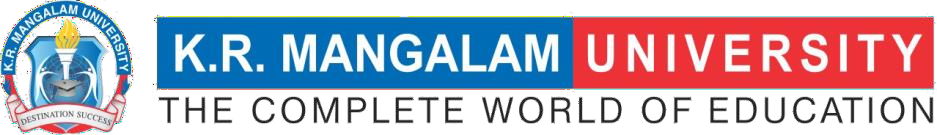 K.R. MANGALAM UNIVERSITY
DESTINATION SUCCESS
K.R. MANGALAM UNIVERSITY
THE COMPLETE WORLD OF EDUCATION